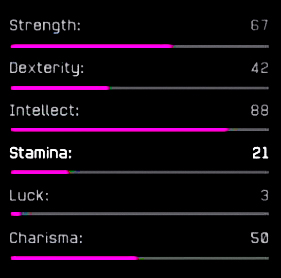 Strength: 67
Dexterity: 42
Intellect: 88
Stamina: 21
Luck: 3
Charisma: 50